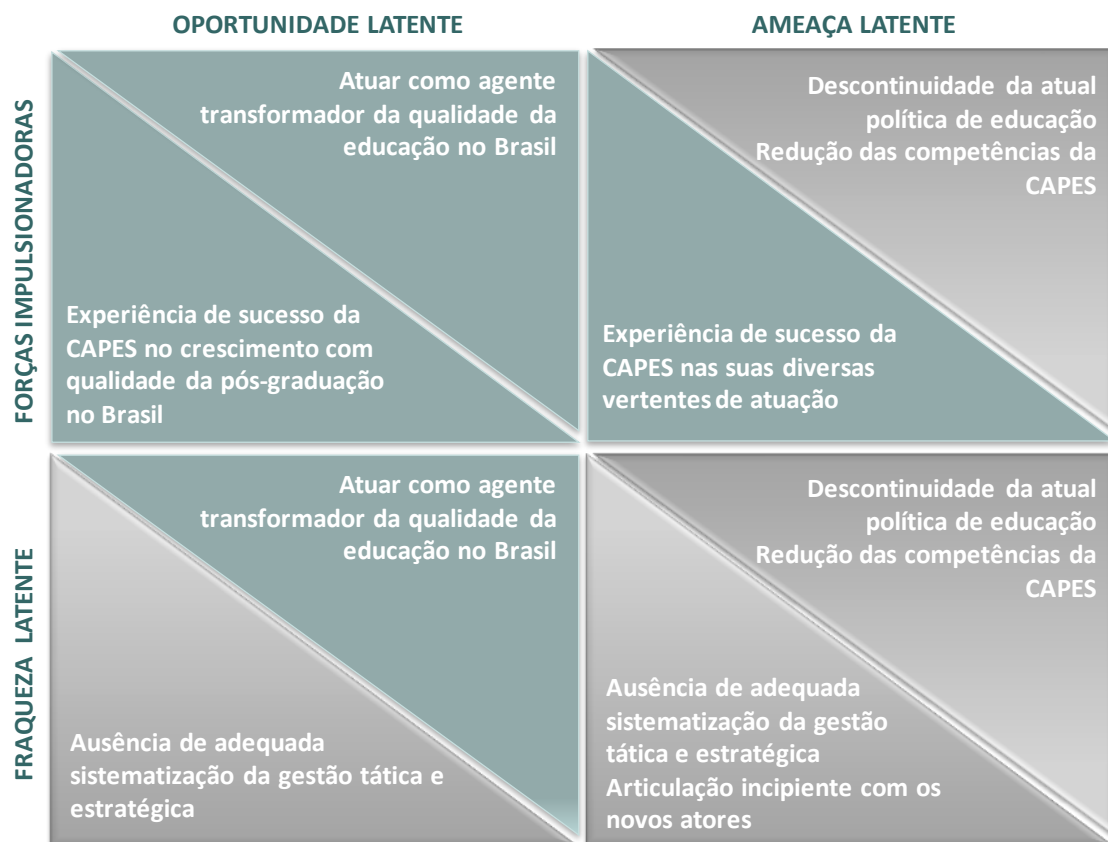 OPORTUNIDADE LATENTE
AMEAÇA LATENTE
FORÇAS IMPULSIONADORAS
Atuar como agente
transformador da qualidade da
educação no Brasil
Experiência de sucesso da
CAPES no crescimento com
qualidade da pós-graduação
no Brasil
Descontinuidade da atual
política de educação
Redução das competências da
CAPES
Experiência de sucesso da
CAPES nas suas diversas
vertentes de atuação
FRAQUEZA LATENTE
Atuar como agente
transformador da qualidade da
educação no Brasil
Ausência de adequada
sistematização da gestão tática e
estratégica
Descontinuidade da atual
política de educação
Redução das competências da
CAPES
Ausência de adequada
sistematização da gestão
tática e estratégica
Articulação incipiente com os
novos atores